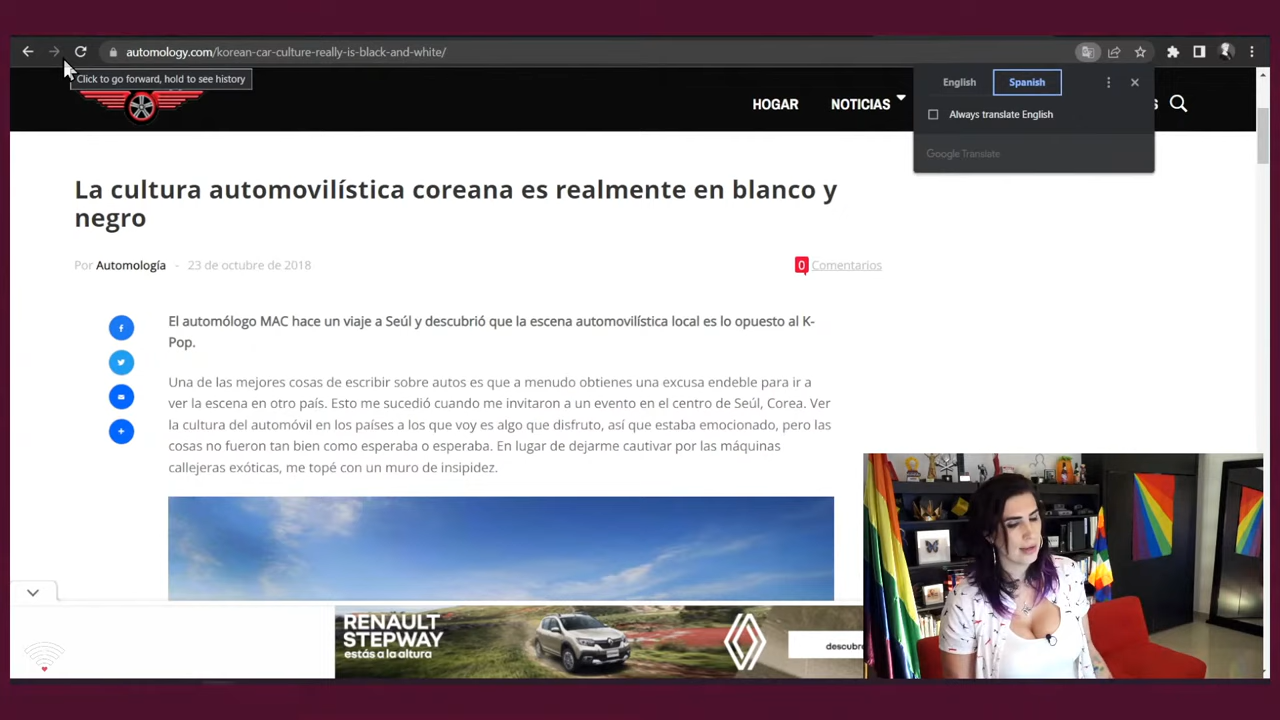 automology.com/korean-car-culture-really-is-black-and-white/
Click to go forward, hold to see history
English
Spanish
Always translate English
Google Translate
HOGAR
NOTICIAS
S
La cultura automovilística coreana es realmente en blanco y
negro
Por Automología - 23 de octubre de 2018
0 Comentarios
El automólogo MAC hace un viaje a Seúl y descubrió que la escena automovilística local es lo opuesto al K-
Pop.
Una de las mejores cosas de escribir sobre autos es que a menudo obtienes una excusa endeble para ir a
ver la escena en otro país. Esto me sucedió cuando me invitaron a un evento en el centro de Seúl, Corea. Ver
la cultura del automóvil en los países a los que voy es algo que disfruto, así que estaba emocionado, pero las
cosas no fueron tan bien como esperaba o esperaba. En lugar de dejarme cautivar por las máquinas
callejeras exóticas, me topé con un muro de insipidez.
RENAULT
STEPWAY
estás a la altura
descubre